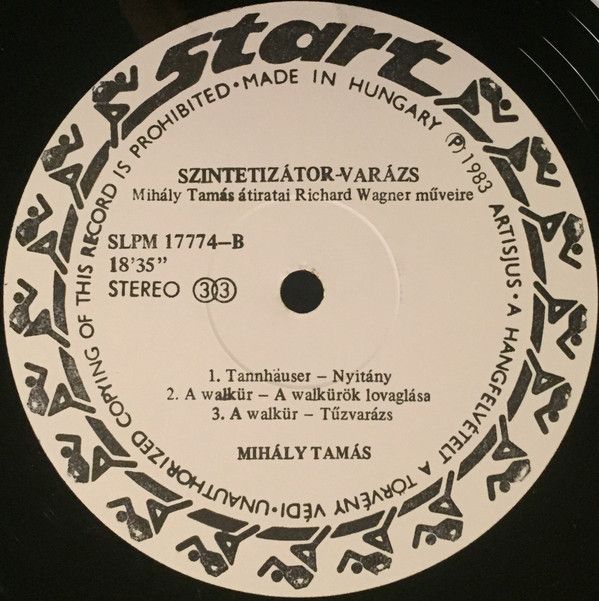 start
UNAUTHORIZED COPYING OF THIS RECORD IS PROHIBITED • MADE IN HUNGARY Ⓟ 1983 ARTISJUS • A HANGFELVÉTELT A TÖRVÉNY VÉDI •
SZINTETIZÁTOR-VARÁZS
Mihály Tamás átiratai Richard Wagner műveire
SLPM 17774–B
18’35”
STEREO 33
1. Tannhäuser – Nyitány
2. A walkür – A walkürök lovaglása
3. A walkür – Tűzvarázs
MIHÁLY TAMÁS